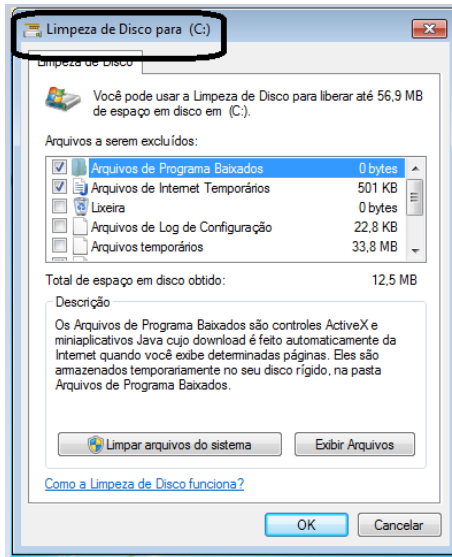 Limpeza de Disco para (C:)
Limpeza de Disco
Você pode usar a Limpeza de Disco para liberar até 56,9 MB
de espaço em disco em (C:).
Arquivos a serem excluídos:
Arquivos de Programa Baixados 0 bytes
Arquivos de Internet Temporários 501 KB
Lixeira 0 bytes
Arquivos de Log de Configuração 22,8 KB
Arquivos temporários 33,8 MB
Total de espaço em disco obtido: 12,5 MB
Descrição
Os Arquivos de Programa Baixados são controles ActiveX e
miniaplicativos Java cujo download é feito automaticamente da
Internet quando você exibe determinadas páginas. Eles são
armazenados temporariamente no seu disco rígido, na pasta
Arquivos de Programa Baixados.
Limpar arquivos do sistema Exibir Arquivos
Como a Limpeza de Disco funciona?
OK Cancelar